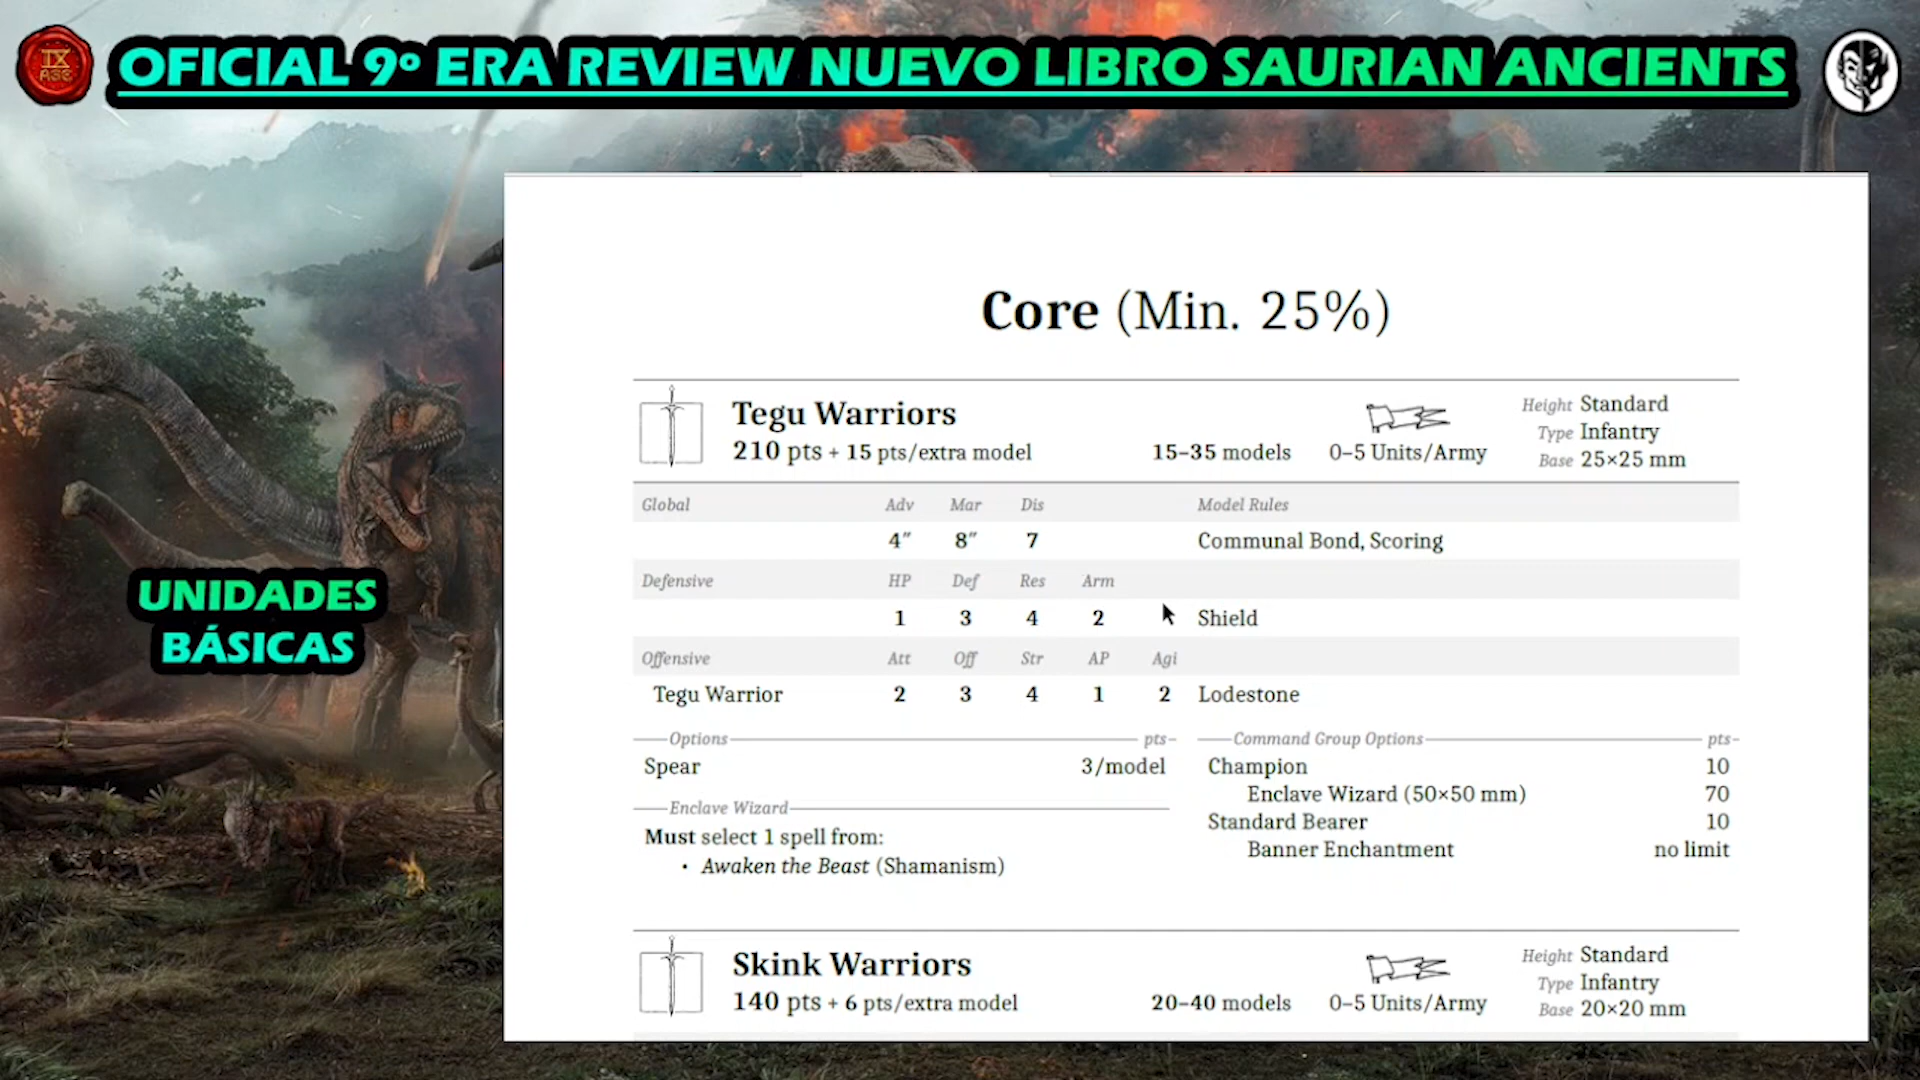 IX
AGE
OFICIAL 9º ERA REVIEW NUEVO LIBRO SAURIAN ANCIENTS
UNIDADES
BÁSICAS
Core (Min. 25%)
Tegu Warriors
210 pts + 15 pts/extra model 15–35 models 0–5 Units/Army
Height Standard
Type Infantry
Base 25×25 mm
Global Adv Mar Dis Model Rules
4″ 8″ 7 Communal Bond, Scoring
Defensive HP Def Res Arm
1 3 4 2 Shield
Offensive Att Off Str AP Agi
Tegu Warrior 2 3 4 1 2 Lodestone
Options pts
Spear 3/model
Enclave Wizard
Must select 1 spell from:
• Awaken the Beast (Shamanism)
Command Group Options pts
Champion 10
Enclave Wizard (50×50 mm) 70
Standard Bearer 10
Banner Enchantment no limit
Skink Warriors
140 pts + 6 pts/extra model 20–40 models 0–5 Units/Army
Height Standard
Type Infantry
Base 20×20 mm